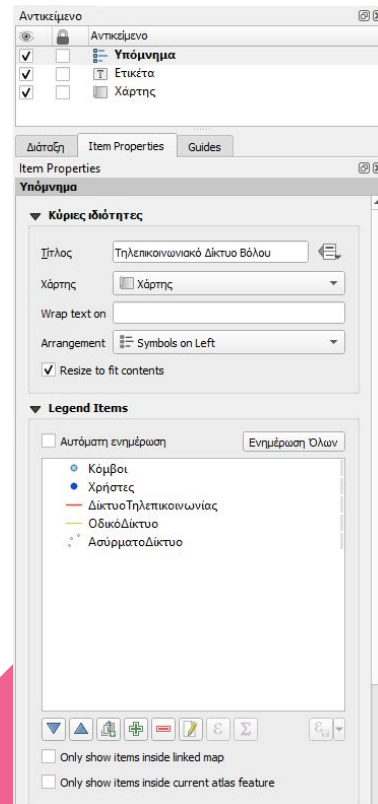 Αντικείμενο
Αντικείμενο
Υπόμνημα
Ετικέτα
Χάρτης
Διάταξη Item Properties Guides
Item Properties
Υπόμνημα
Κύριες ιδιότητες
Τίτλος Τηλεπικοινωνιακό Δίκτυο Βόλου
Χάρτης Χάρτης
Wrap text on
Arrangement Symbols on Left
Resize to fit contents
Legend Items
Αυτόματη ενημέρωση Ενημέρωση Όλων
Κόμβοι
Χρήστες
ΔίκτυοΤηλεπικοινωνίας
ΟδικόΔίκτυο
ΑσύρματοΔίκτυο
Only show items inside linked map
Only show items inside current atlas feature